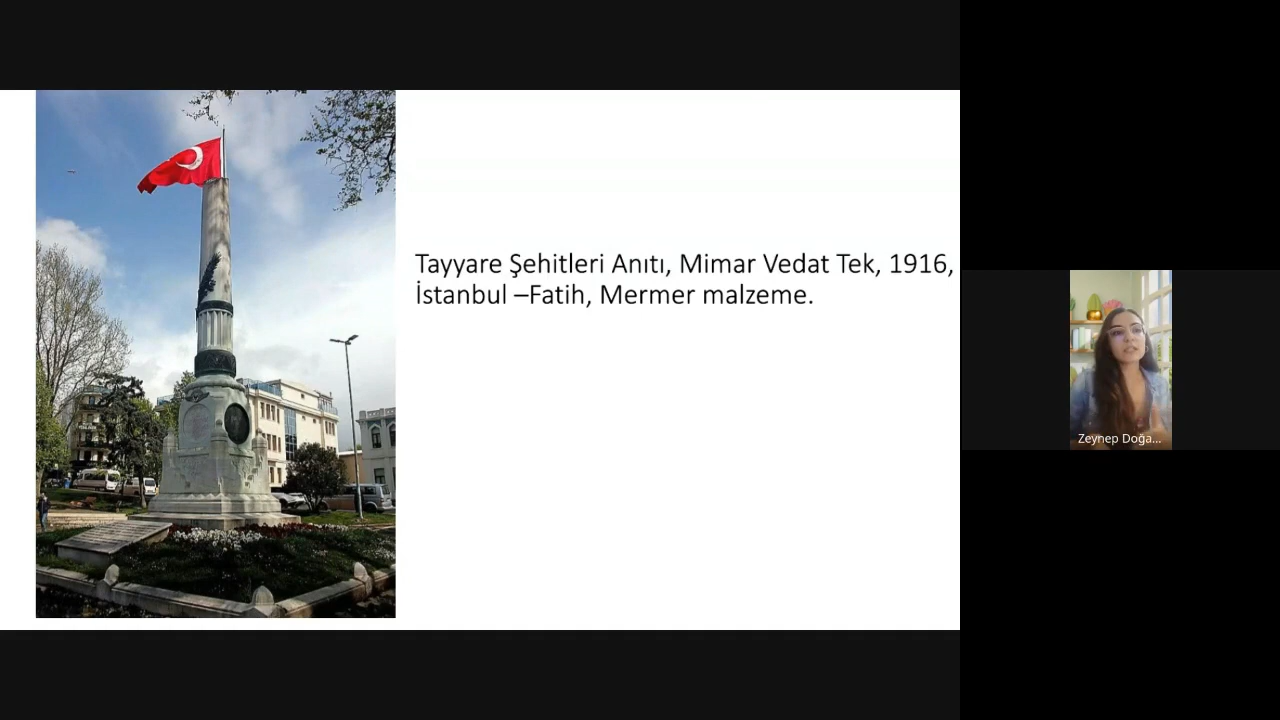 Tayyare Şehitleri Anıtı, Mimar Vedat Tek, 1916,
İstanbul –Fatih, Mermer malzeme.
Zeynep Doğa...